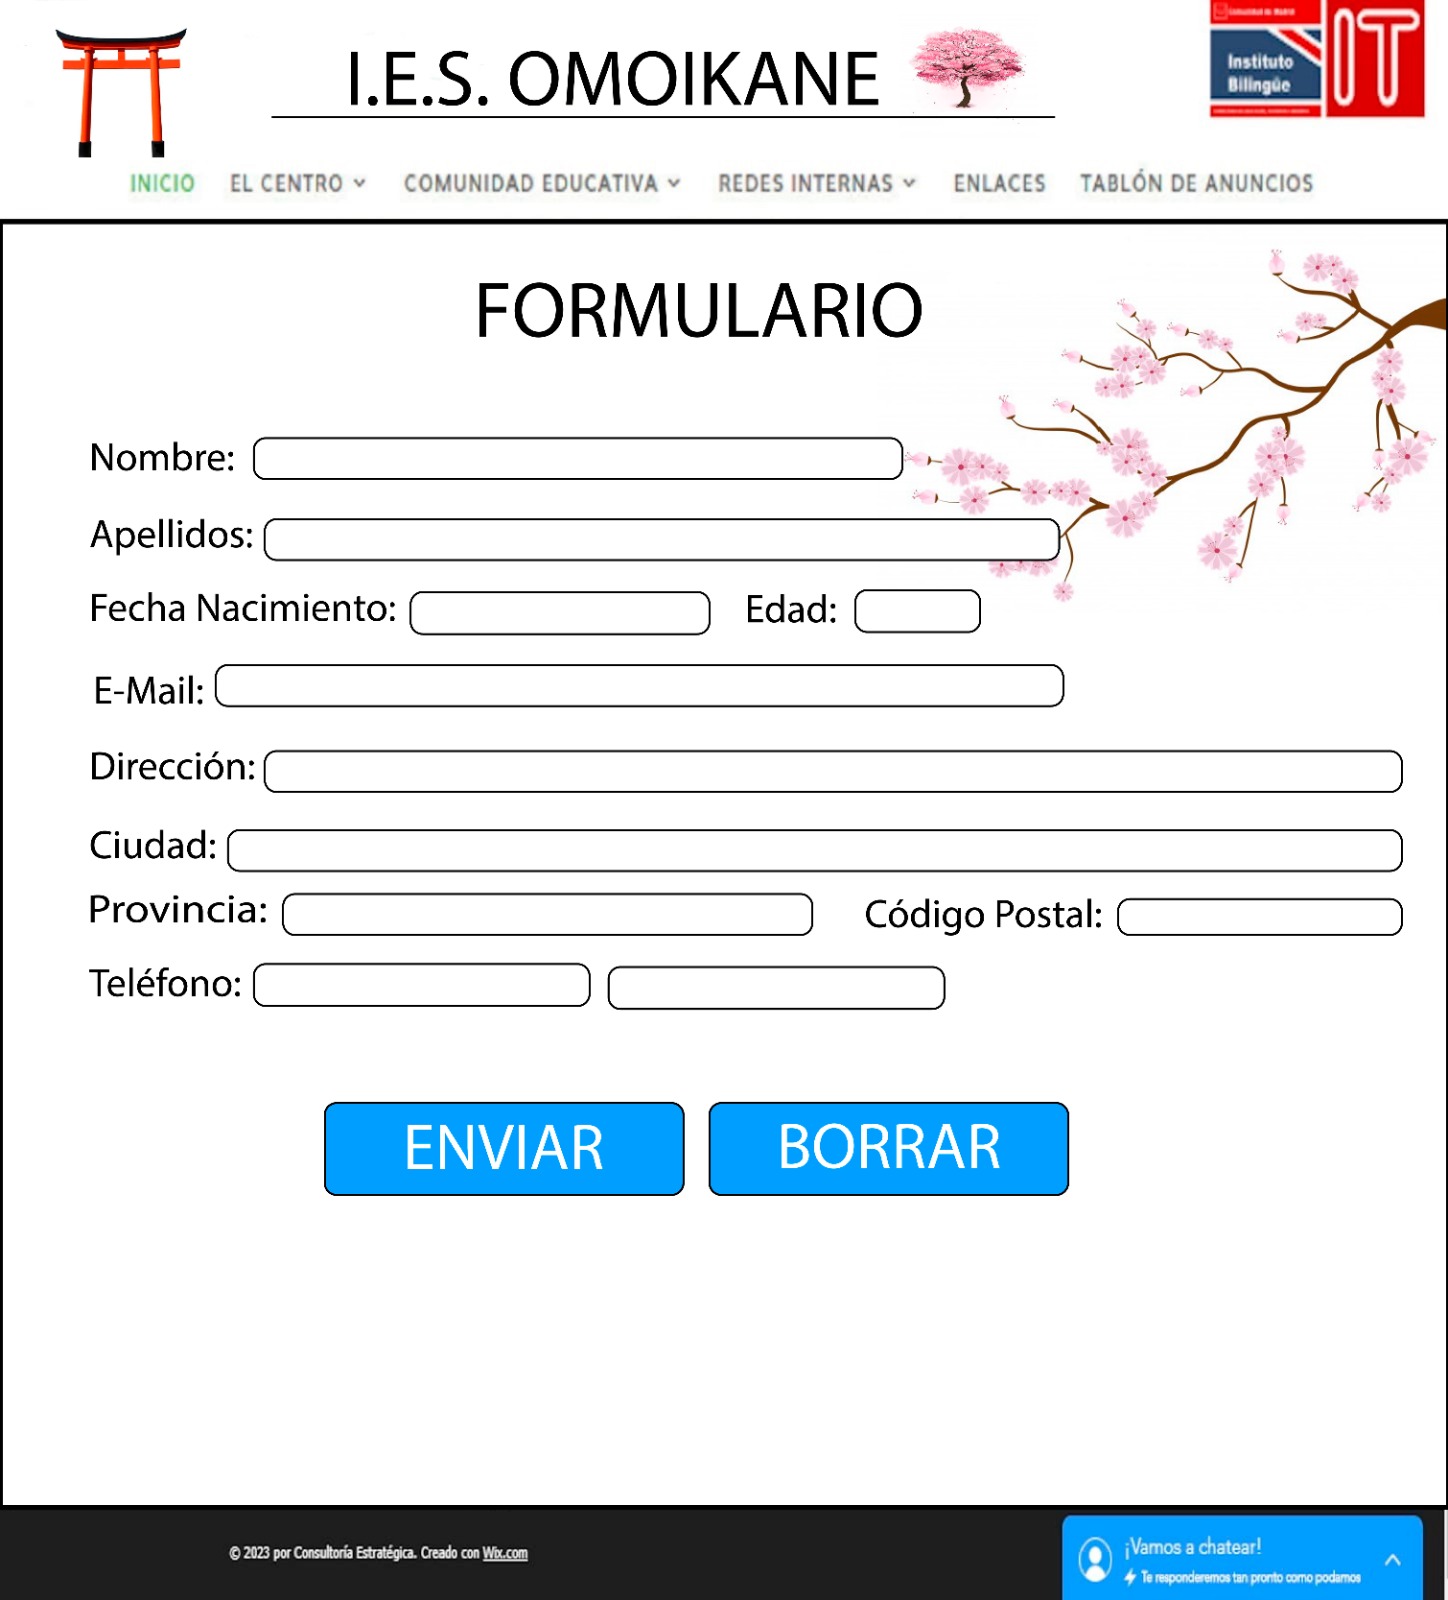 I.E.S. OMOIKANE
Instituto
Bilingüe
IT
INICIO EL CENTRO COMUNIDAD EDUCATIVA REDES INTERNAS ENLACES TABLÓN DE ANUNCIOS
FORMULARIO
Nombre:
Apellidos:
Fecha Nacimiento: Edad:
E-Mail:
Dirección:
Ciudad:
Provincia: Código Postal:
Teléfono:
ENVIAR BORRAR
© 2023 por Consultoría Estratégica. Creado con Wix.com
¡Vamos a chatear!
Te responderemos tan pronto como podamos